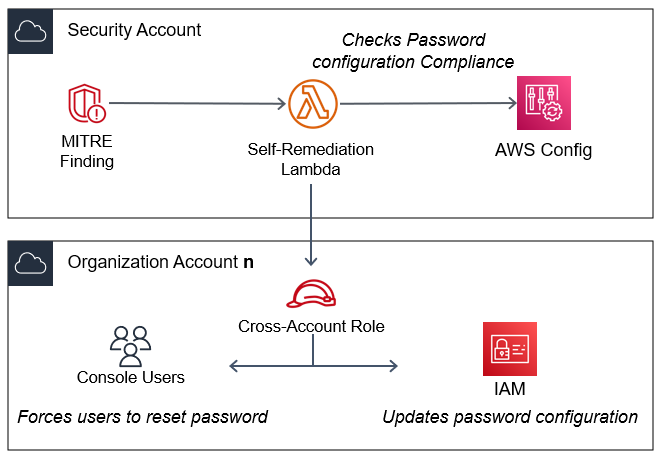 Security Account
Checks Password
configuration Compliance
MITRE
Finding
Self-Remediation
Lambda
AWS Config
Organization Account n
Cross-Account Role
Console Users
IAM
Forces users to reset password
Updates password configuration